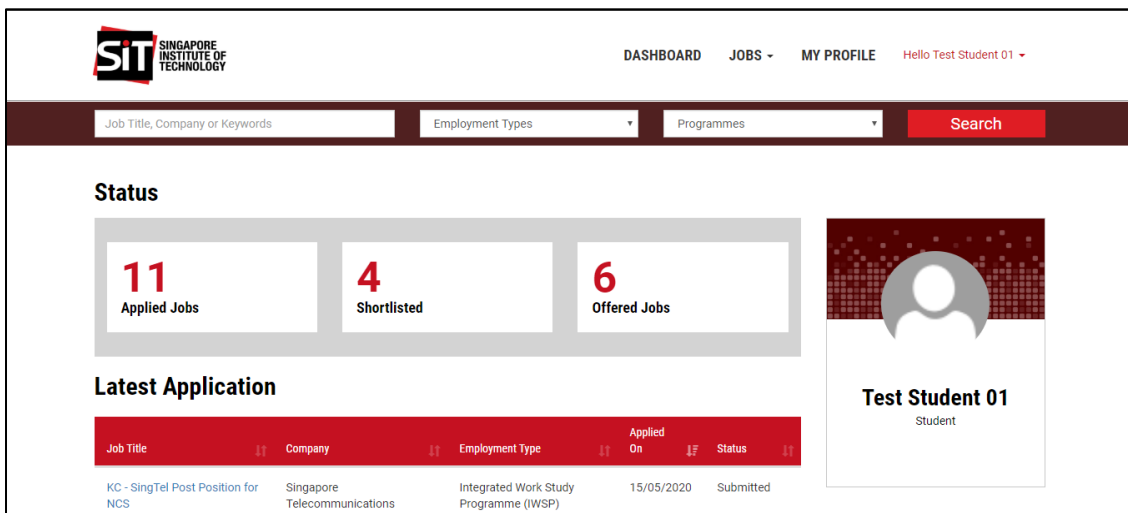 SiT SINGAPORE
INSTITUTE OF
TECHNOLOGY
DASHBOARD JOBS MY PROFILE Hello Test Student 01
Job Title, Company or Keywords Employment Types Programmes Search
Status
11 4 6
Applied Jobs Shortlisted Offered Jobs
Latest Application
Test Student 01
Student
Applied
Job Title Company Employment Type On Status
KC - SingTel Post Position for Singapore Integrated Work Study 15/05/2020 Submitted
NCS Telecommunications Programme (IWSP)